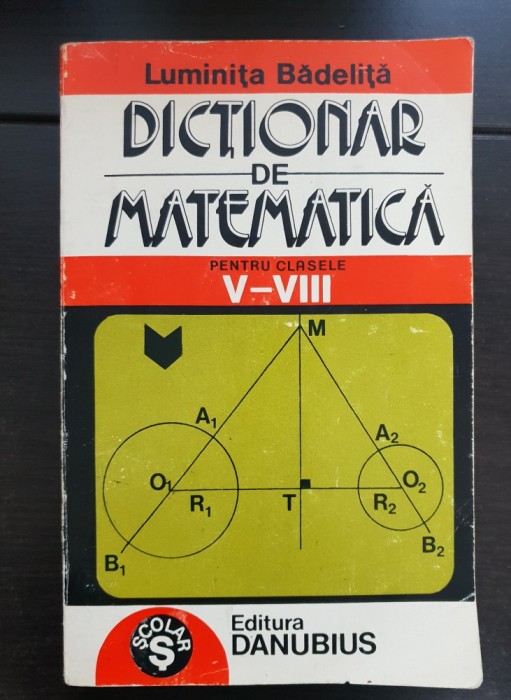 Luminița Bădeliță
DICȚIONAR
DE
MATEMATICĂ
PENTRU CLASELE
V–VIII
M
A₁
A₂
O₁
R₁
T
R₂
O₂
B₁
B₂
ȘCOLAR
Ș
Editura
DANUBIUS